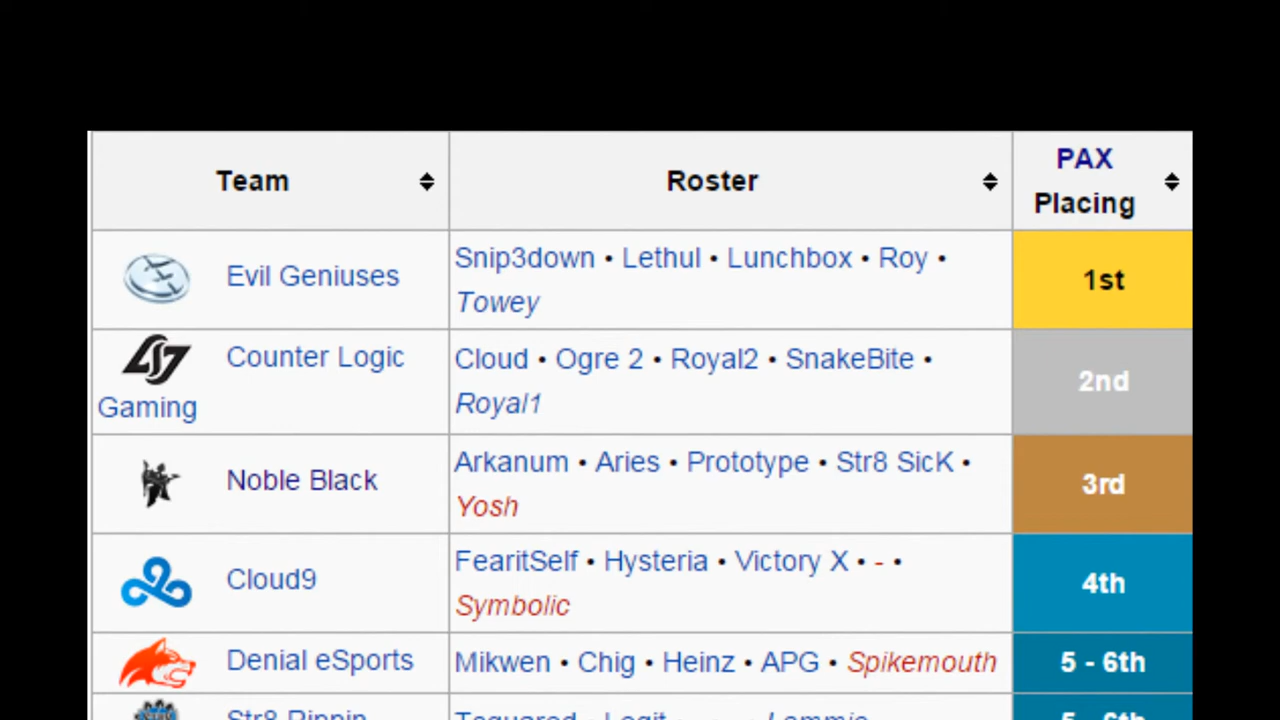 Team Roster PAX Placing
Evil Geniuses Snip3down • Lethul • Lunchbox • Roy •
Towey 1st
Counter Logic Gaming Cloud • Ogre 2 • Royal2 • SnakeBite •
Royal1 2nd
Noble Black Arkanum • Aries • Prototype • Str8 SicK •
Yosh 3rd
Cloud9 FearitSelf • Hysteria • Victory X • - •
Symbolic 4th
Denial eSports Mikwen • Chig • Heinz • APG • Spikemouth 5 - 6th
Str8 Rippin Tsquared • Legit 5 - 6th